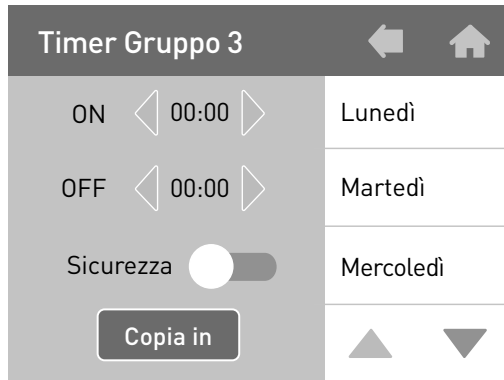 Timer Gruppo 3
ON 00:00
OFF 00:00
Sicurezza
Copia in
Lunedì
Martedì
Mercoledì